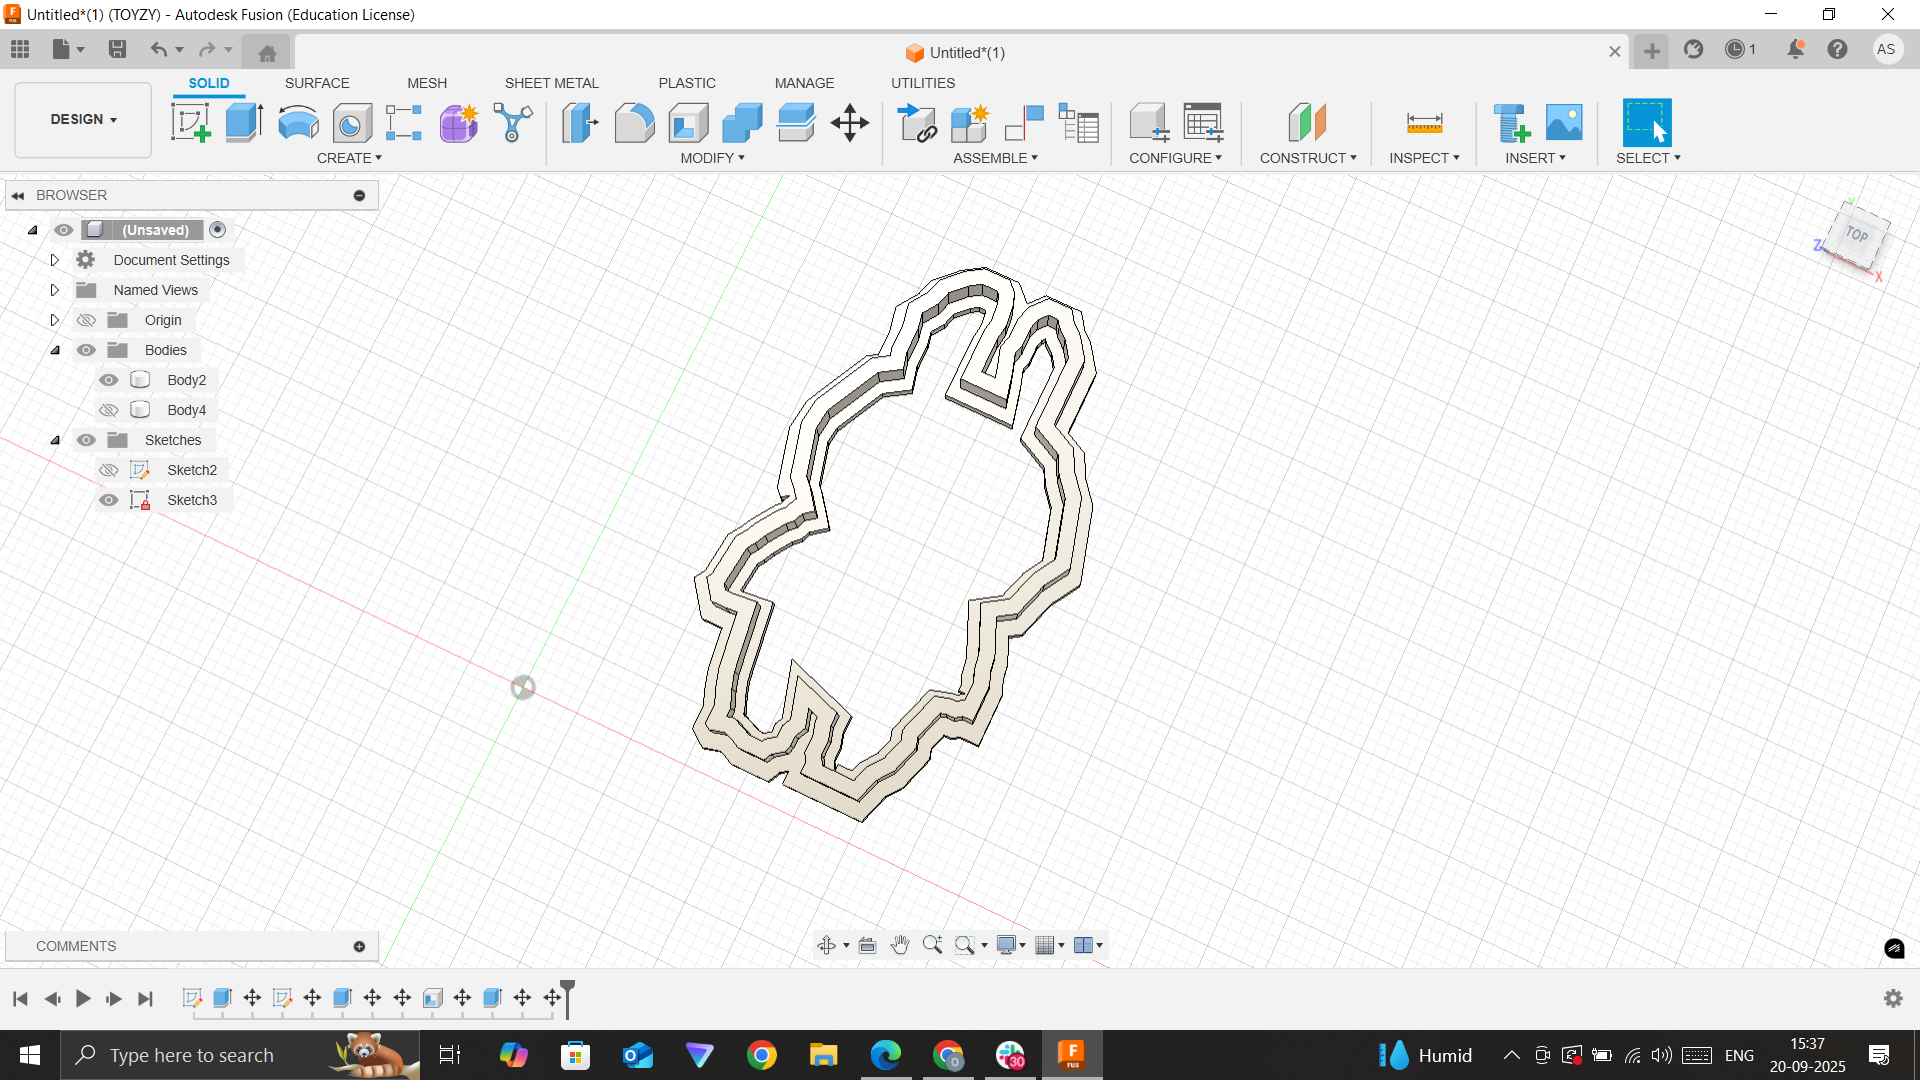 Untitled*(1) (TOYZY) - Autodesk Fusion (Education License)
Untitled*(1)
1
AS
DESIGN
SOLID
SURFACE
MESH
SHEET METAL
PLASTIC
MANAGE
UTILITIES
CREATE
MODIFY
ASSEMBLE
CONFIGURE
CONSTRUCT
INSPECT
INSERT
SELECT
BROWSER
(Unsaved)
Document Settings
Named Views
Origin
Bodies
Body2
Body4
Sketches
Sketch2
Sketch3
Y
TOP
Z
X
COMMENTS
Type here to search
30
F
FUS
Humid
ENG
15:37
20-09-2025